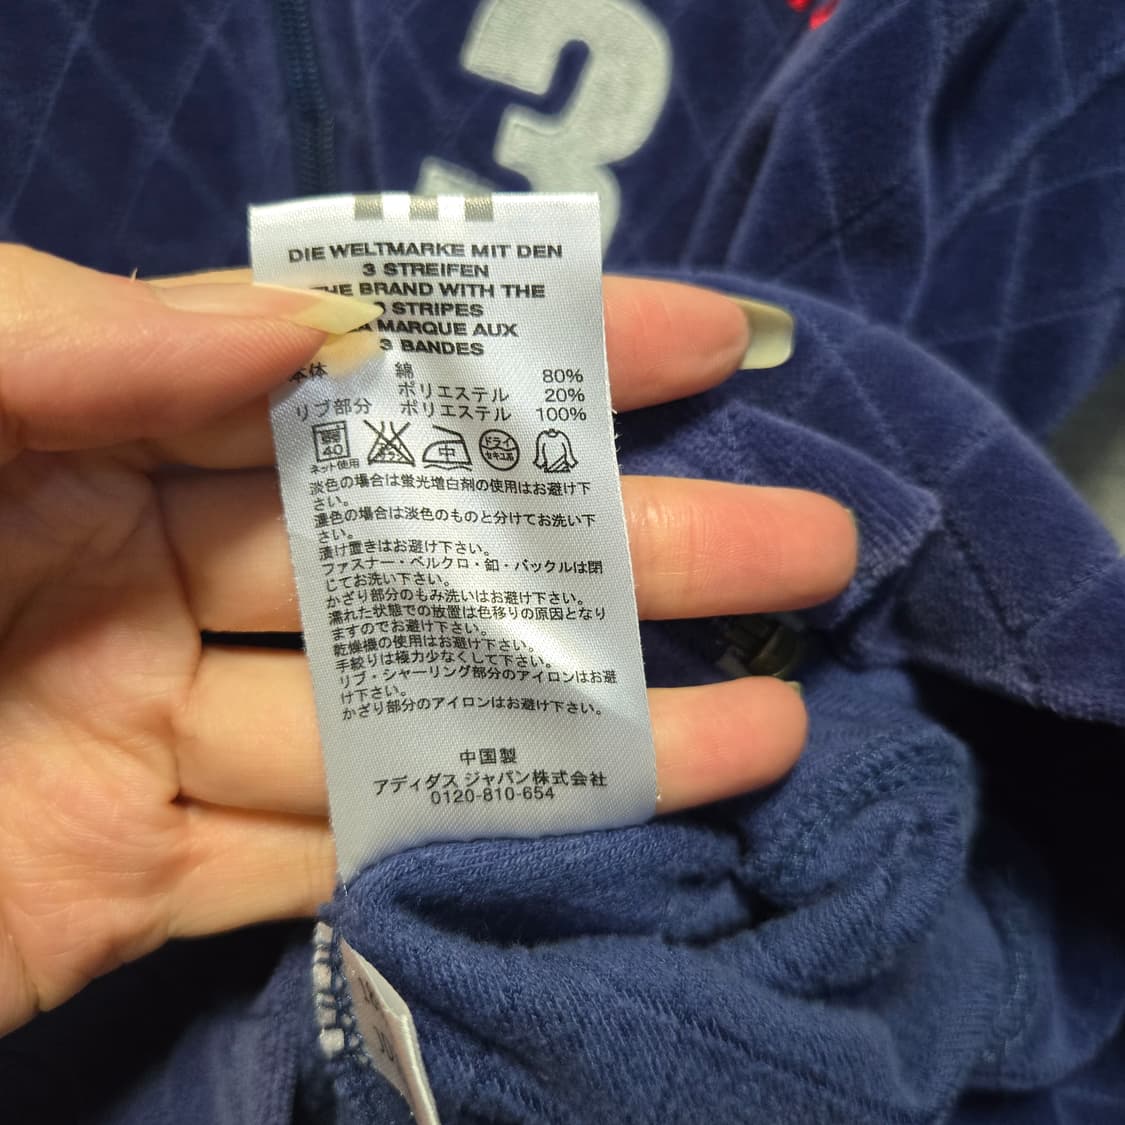 3
DIE WELTMARKE MIT DEN
3 STREIFEN
THE BRAND WITH THE
3 STRIPES
LA MARQUE AUX
3 BANDES
本体 綿 80%
ポリエステル 20%
リブ部分 ポリエステル 100%
弱 40 中 ドライ セキユ系
ネット使用
淡色の場合は蛍光増白剤の使用はお避け下
さい。
濃色の場合は淡色のものと分けてお洗い下
さい。
漬け置きはお避け下さい。
ファスナー・ベルクロ・釦・バックルは閉
じてお洗い下さい。
かざり部分のもみ洗いはお避け下さい。
濡れた状態での放置は色移りの原因となり
ますのでお避け下さい。
乾燥機の使用はお避け下さい。
手絞りは極力少なくして下さい。
リブ・シャーリング部分のアイロンはお避
け下さい。
かざり部分のアイロンはお避け下さい。
中国製
アディダス ジャパン株式会社
0120-810-654